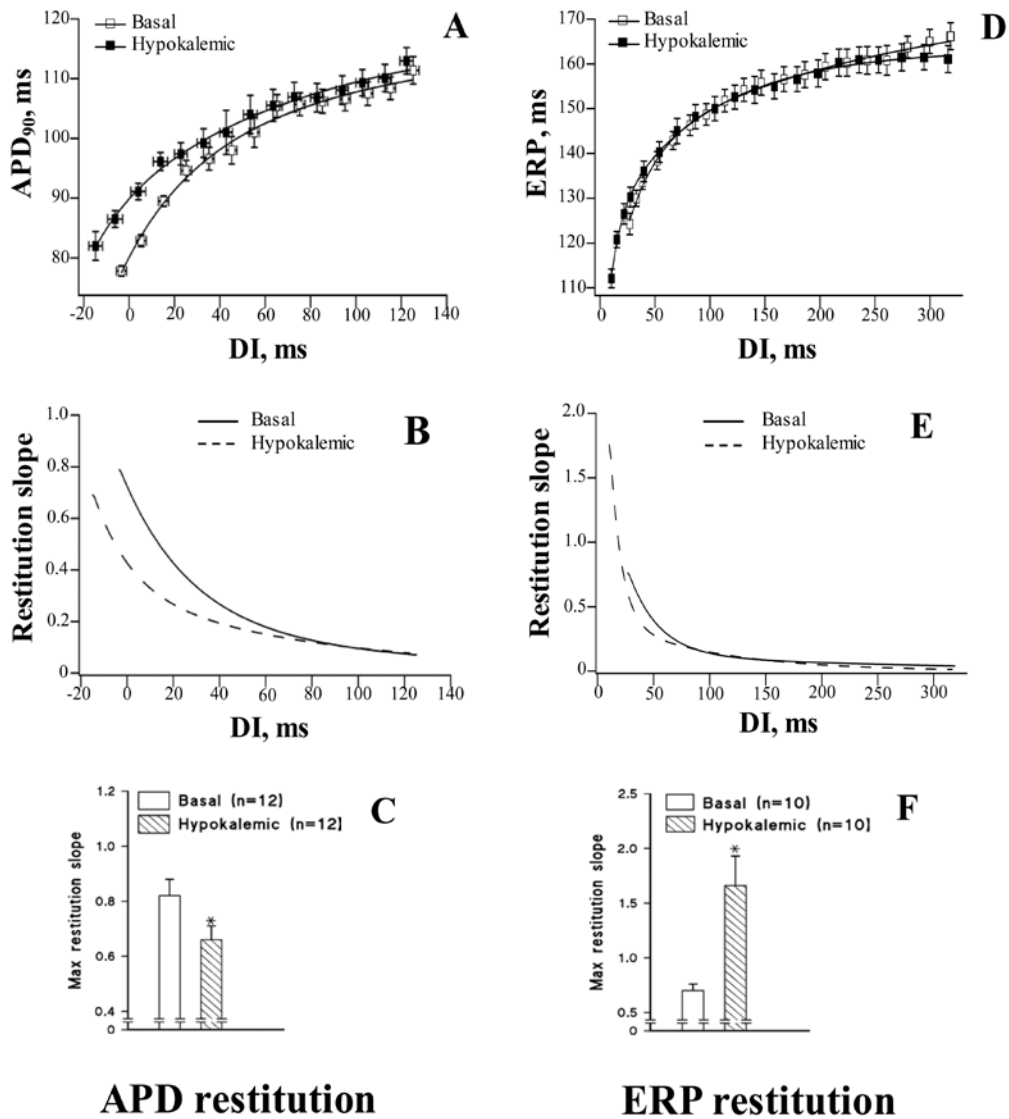 A
Basal
Hypokalemic
APD90, ms
110
100
90
80
-20 0 20 40 60 80 100 120 140
DI, ms
D
Basal
Hypokalemic
ERP, ms
170
160
150
140
130
120
110
0 50 100 150 200 250 300
DI, ms
B
Basal
Hypokalemic
Restitution slope
1.0
0.8
0.6
0.4
0.2
0
-20 0 20 40 60 80 100 120 140
DI, ms
E
Basal
Hypokalemic
Restitution slope
2.0
1.5
1.0
0.5
0
0 50 100 150 200 250 300
DI, ms
C
Basal (n=12)
Hypokalemic (n=12]
Max restitution slope
1.2
1.0
0.8
0.6
0.4
0
*
F
Basal (n=10)
Hypokalemic (n=10]
Max restitution slope
2.5
2.0
1.5
1.0
0.5
0
*
APD restitution
ERP restitution